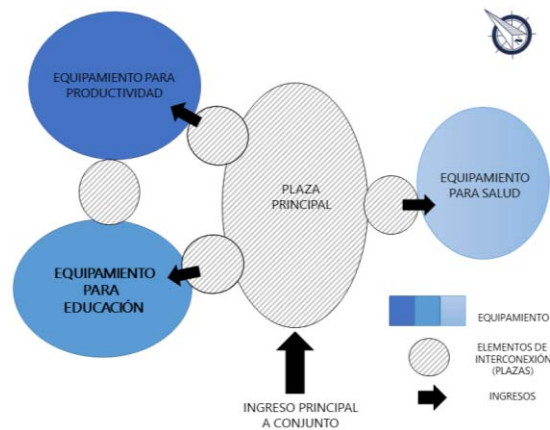 EQUIPAMIENTO PARA
PRODUCTIVIDAD
PLAZA
PRINCIPAL
EQUIPAMIENTO
PARA SALUD
EQUIPAMIENTO
PARA
EDUCACIÓN
EQUIPAMIENTO
ELEMENTOS DE
INTERCONEXIÓN
(PLAZAS)
INGRESOS
INGRESO PRINCIPAL
A CONJUNTO